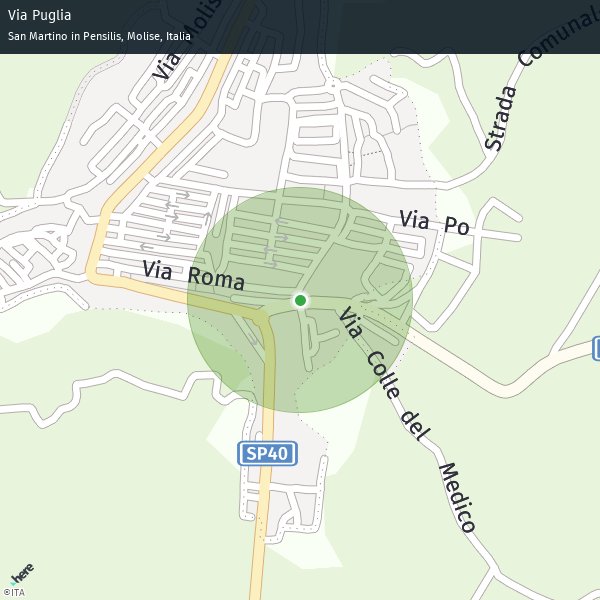 Via Puglia
San Martino in Pensilis, Molise, Italia
Via Molis
Strada Comunal
Via Po
Via Roma
Via Colle del Medico
SP40
here
©ITA